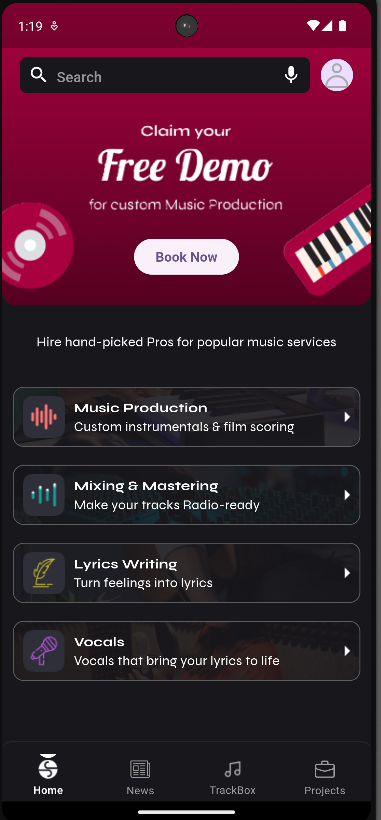 1:19
Search
Claim your
Free Demo
for custom Music Production
Book Now
Hire hand-picked Pros for popular music services
Music Production
Custom instrumentals & film scoring
Mixing & Mastering
Make your tracks Radio-ready
Lyrics Writing
Turn feelings into lyrics
Vocals
Vocals that bring your lyrics to life
Home
News
TrackBox
Projects